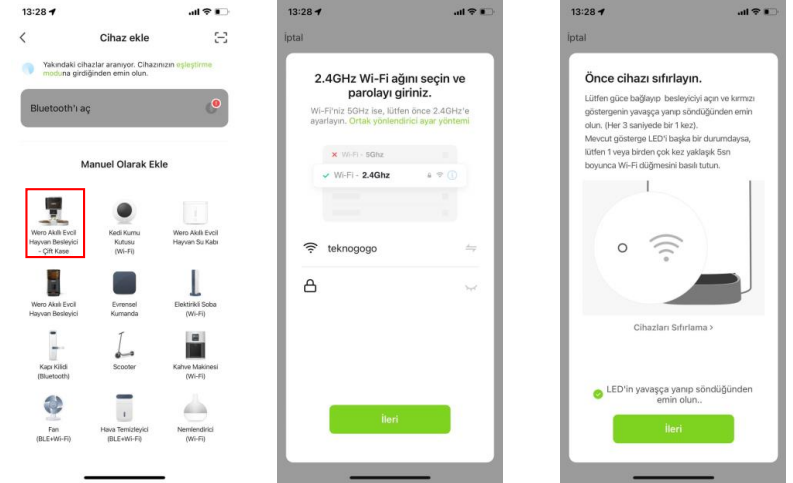 13:28
Cihaz ekle
Yakındaki cihazlar aranıyor. Cihazınızın eşleştirme
moduna girdiğinden emin olun.
Bluetooth'ı aç
Manuel Olarak Ekle
Wero Akıllı Evcil
Hayvan Besleyici
- Çift Kase
Kedi Kumu
Kutusu
(Wi-Fi)
Wero Akıllı Evcil
Hayvan Su Kabı
Wero Akıllı Evcil
Hayvan Besleyici
Evrensel
Kumanda
Elektirikli Soba
(Wi-Fi)
Kapı Kilidi
(Bluetooth)
Scooter
Kahve Makinesi
(Wi-Fi)
Fan
(BLE+Wi-Fi)
Hava Temizleyici
(BLE+Wi-Fi)
Nemlendirici
(Wi-Fi)
13:28
İptal
2.4GHz Wi-Fi ağını seçin ve
parolayı giriniz.
Wi-Fi'niz 5GHz ise, lütfen önce 2.4GHz'e
ayarlayın. Ortak yönlendirici ayar yöntemi
Wi-Fi - 5Ghz
Wi-Fi - 2.4Ghz
teknogogo
İleri
13:28
İptal
Önce cihazı sıfırlayın.
Lütfen güce bağlayıp besleyiciyi açın ve kırmızı
göstergenin yavaşça yanıp söndüğünden emin
olun. (Her 3 saniyede bir 1 kez).
Mevcut gösterge LED'i başka bir durumdaysa,
lütfen 1 veya birden çok kez yaklaşık 5sn
boyunca Wi-Fi düğmesini basılı tutun.
Cihazları Sıfırlama >
LED'in yavaşça yanıp söndüğünden
emin olun..
İleri